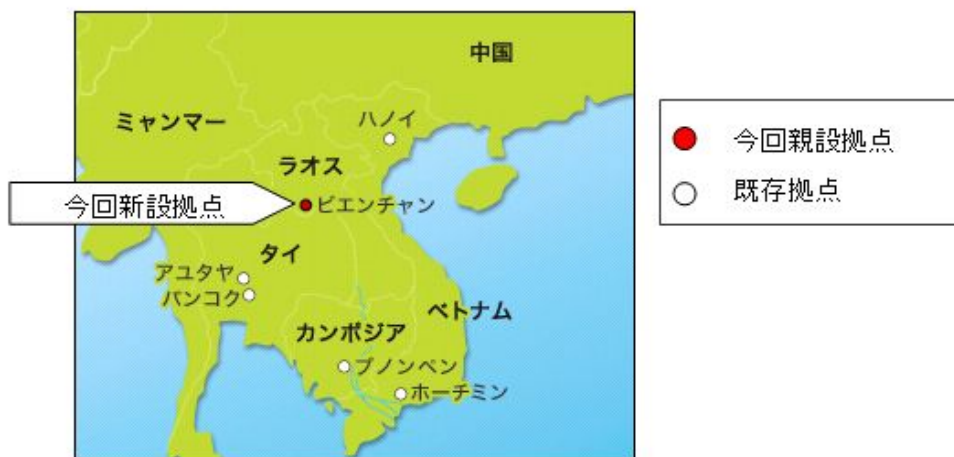 中国
ミャンマー
ハノイ
ラオス
今回新設拠点
ビエンチャン
タイ
アユタヤ
バンコク
ベトナム
カンボジア
プノンペン
ホーチミン
今回親設拠点
既存拠点